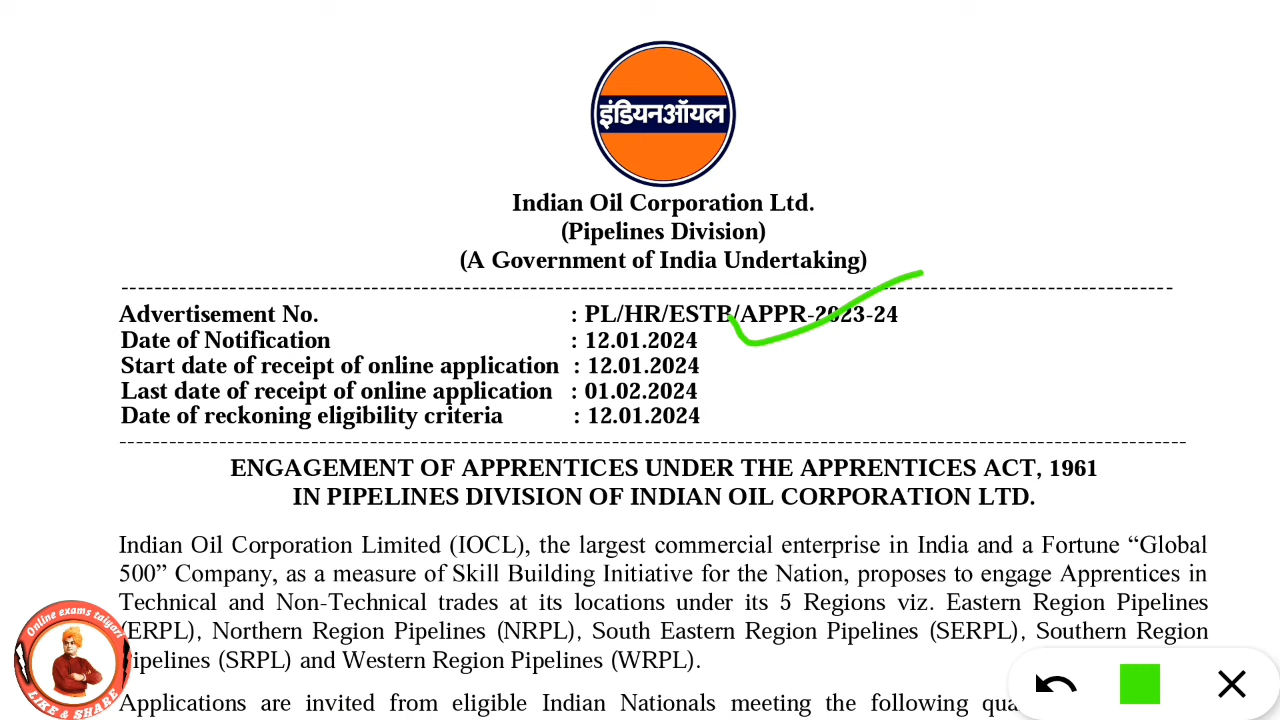 इंडियनऑयल
Indian Oil Corporation Ltd.
(Pipelines Division)
(A Government of India Undertaking)
Advertisement No. : PL/HR/ESTB/APPR-2023-24
Date of Notification : 12.01.2024
Start date of receipt of online application : 12.01.2024
Last date of receipt of online application : 01.02.2024
Date of reckoning eligibility criteria : 12.01.2024
ENGAGEMENT OF APPRENTICES UNDER THE APPRENTICES ACT, 1961
IN PIPELINES DIVISION OF INDIAN OIL CORPORATION LTD.
Indian Oil Corporation Limited (IOCL), the largest commercial enterprise in India and a Fortune “Global
500” Company, as a measure of Skill Building Initiative for the Nation, proposes to engage Apprentices in
Technical and Non-Technical trades at its locations under its 5 Regions viz. Eastern Region Pipelines
(ERPL), Northern Region Pipelines (NRPL), South Eastern Region Pipelines (SERPL), Southern Region
Pipelines (SRPL) and Western Region Pipelines (WRPL).
Applications are invited from eligible Indian Nationals meeting the following
Online exams taiyari
LIKE & SHARE